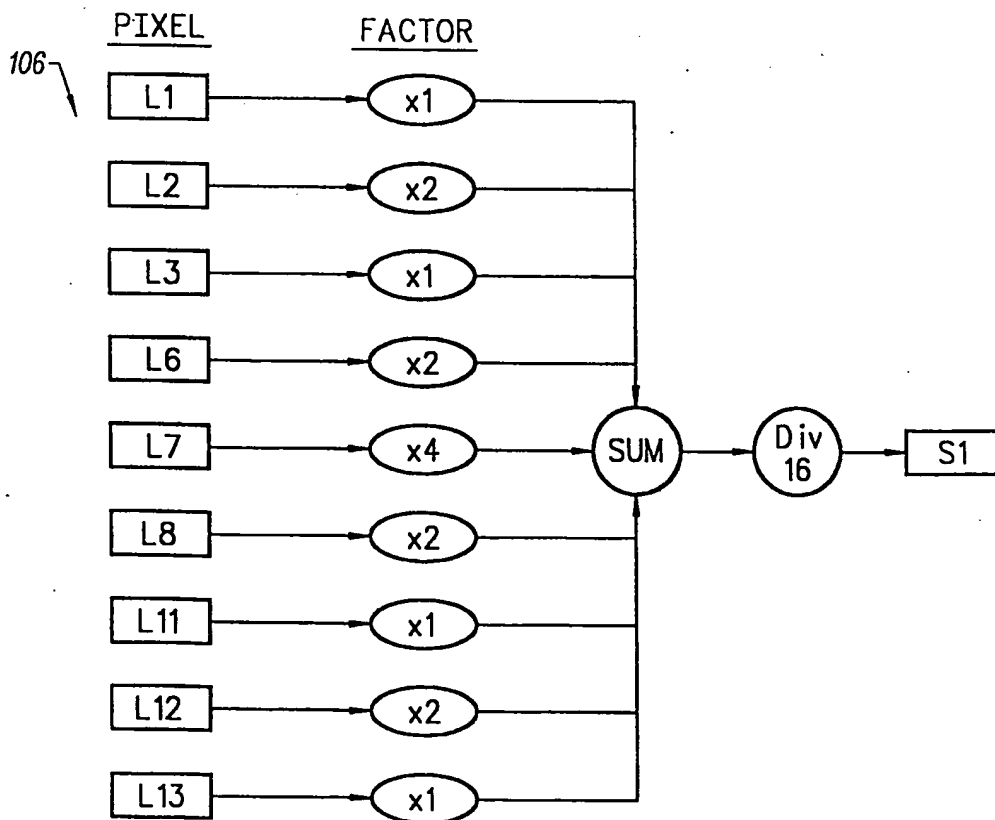 PIXEL FACTOR
106
L1 x1
L2 x2
L3 x1
L6 x2
L7 x4 SUM Div 16 S1
L8 x2
L11 x1
L12 x2
L13 x1